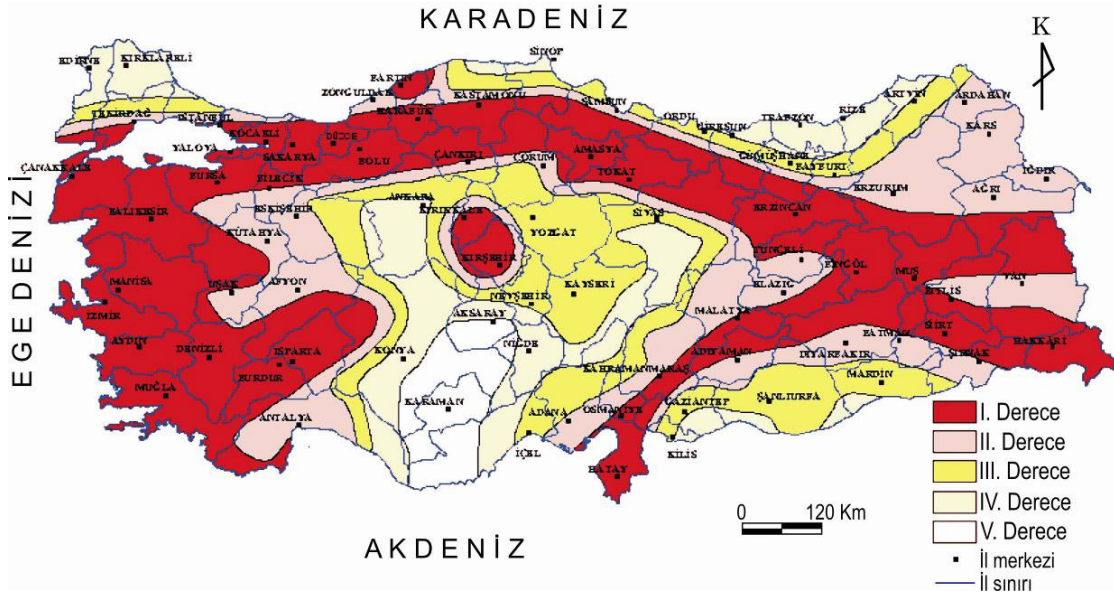 KARADENİZ
K
SİNOP
EDİRNE
KIRKLARELİ
BARTIN
ZONGULDAK
KASTAMONU
ARTVİN
ARDAHAN
TEKİRDAĞ
İSTANBUL
KARABÜK
SAMSUN
ORDU
GİRESUN
TRABZON
RİZE
KARS
KOCAELİ
DÜZCE
YALOVA
SAKARYA
BOLU
ÇANKIRI
ÇORUM
AMASYA
GÜMÜŞHANE
BAYBURT
ÇANAKKALE
BURSA
BİLECİK
TOKAT
ERZURUM
AĞRI
IĞDIR
ANKARA
BALIKESİR
ESKİŞEHİR
KIRIKKALE
SİVAS
ERZİNCAN
EGE DENİZİ
KÜTAHYA
YOZGAT
TUNCELİ
BİNGÖL
MUŞ
KIRŞEHİR
MANİSA
UŞAK
AFYON
NEVŞEHİR
KAYSERİ
ELAZIĞ
VAN
BİTLİS
İZMİR
AKSARAY
MALATYA
SİİRT
BATMAN
AYDIN
DENİZLİ
ISPARTA
KONYA
NİĞDE
KAHRAMANMARAŞ
ADIYAMAN
DİYARBAKIR
ŞIRNAK
HAKKARİ
BURDUR
MARDİN
MUĞLA
KARAMAN
ADANA
OSMANİYE
GAZİANTEP
ŞANLIURFA
ANTALYA
İÇEL
KİLİS
HATAY
I. Derece
II. Derece
III. Derece
IV. Derece
V. Derece
0 120 Km
AKDENİZ
İl merkezi
İl sınırı